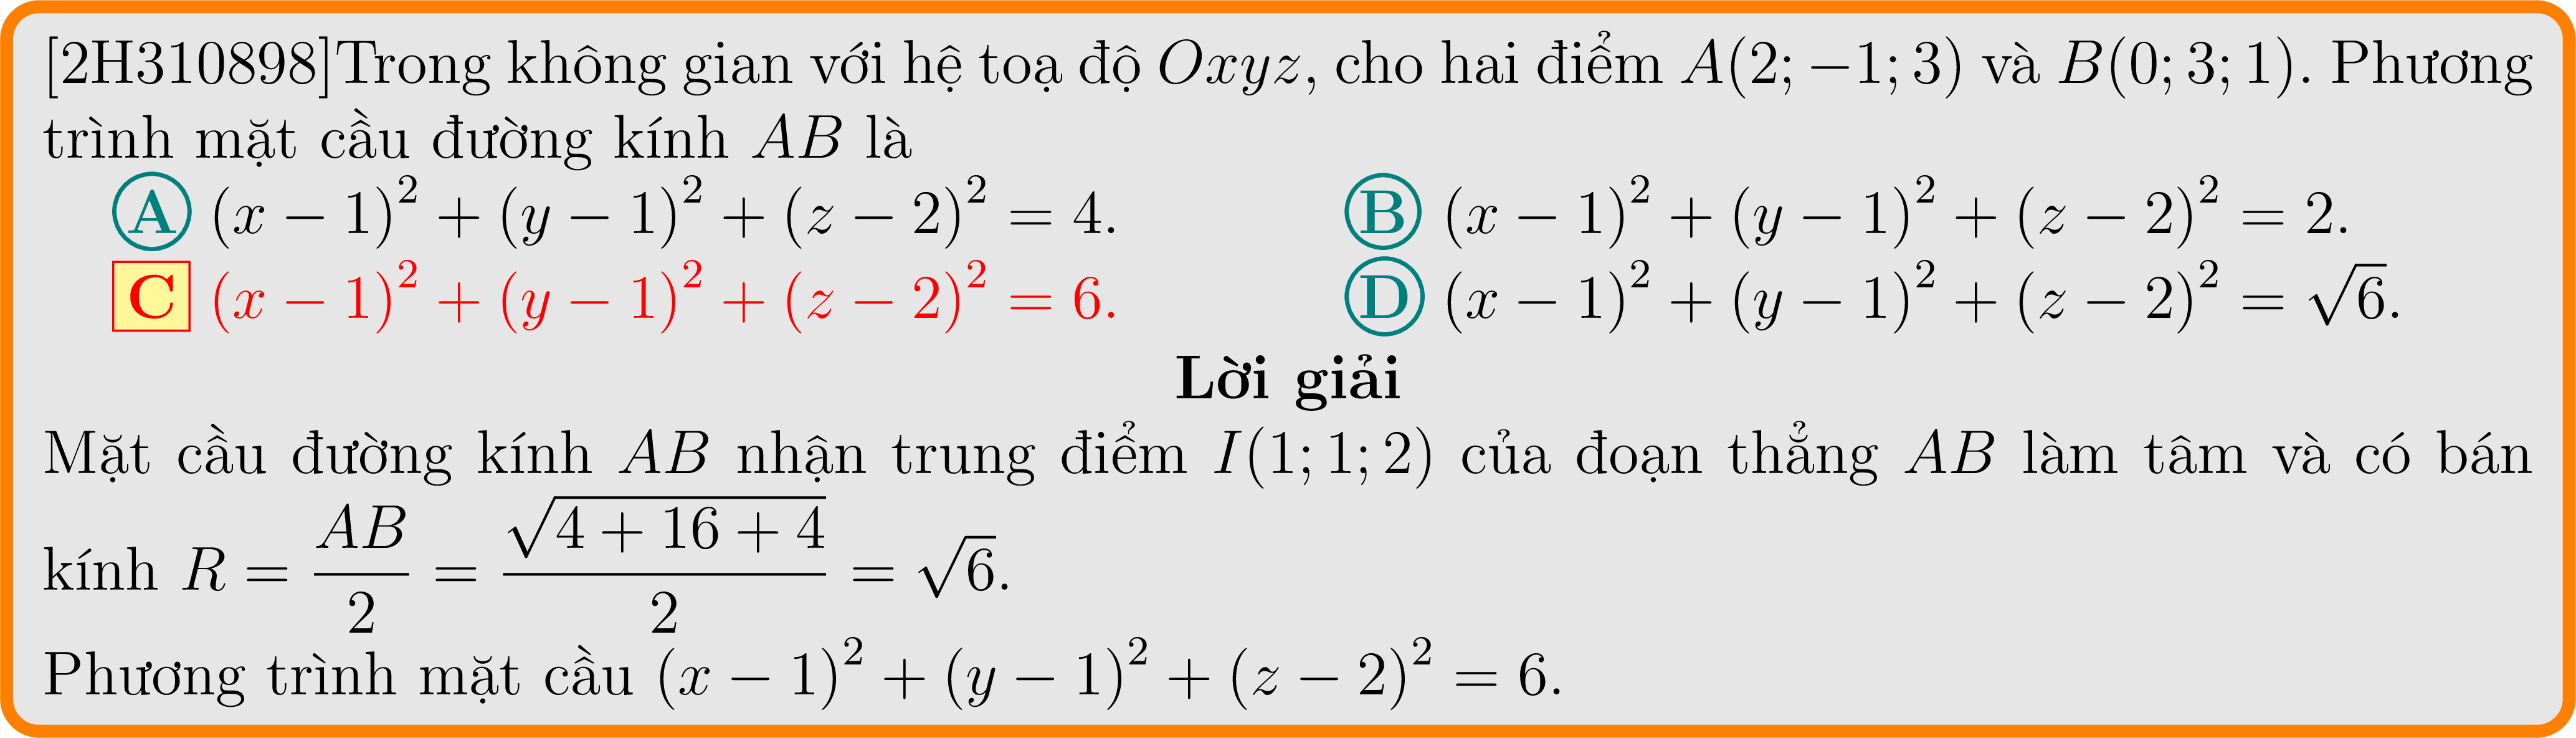 [2H310898]Trong không gian với hệ toạ độ Oxyz, cho hai điểm A(2; −1; 3) và B(0; 3; 1). Phương
trình mặt cầu đường kính AB là
A (x − 1)² + (y − 1)² + (z − 2)² = 4. B (x − 1)² + (y − 1)² + (z − 2)² = 2.
C (x − 1)² + (y − 1)² + (z − 2)² = 6. D (x − 1)² + (y − 1)² + (z − 2)² = √6.
Lời giải
Mặt cầu đường kính AB nhận trung điểm I(1; 1; 2) của đoạn thẳng AB làm tâm và có bán
kính R = AB/2 = √(4 + 16 + 4)/2 = √6.
Phương trình mặt cầu (x − 1)² + (y − 1)² + (z − 2)² = 6.